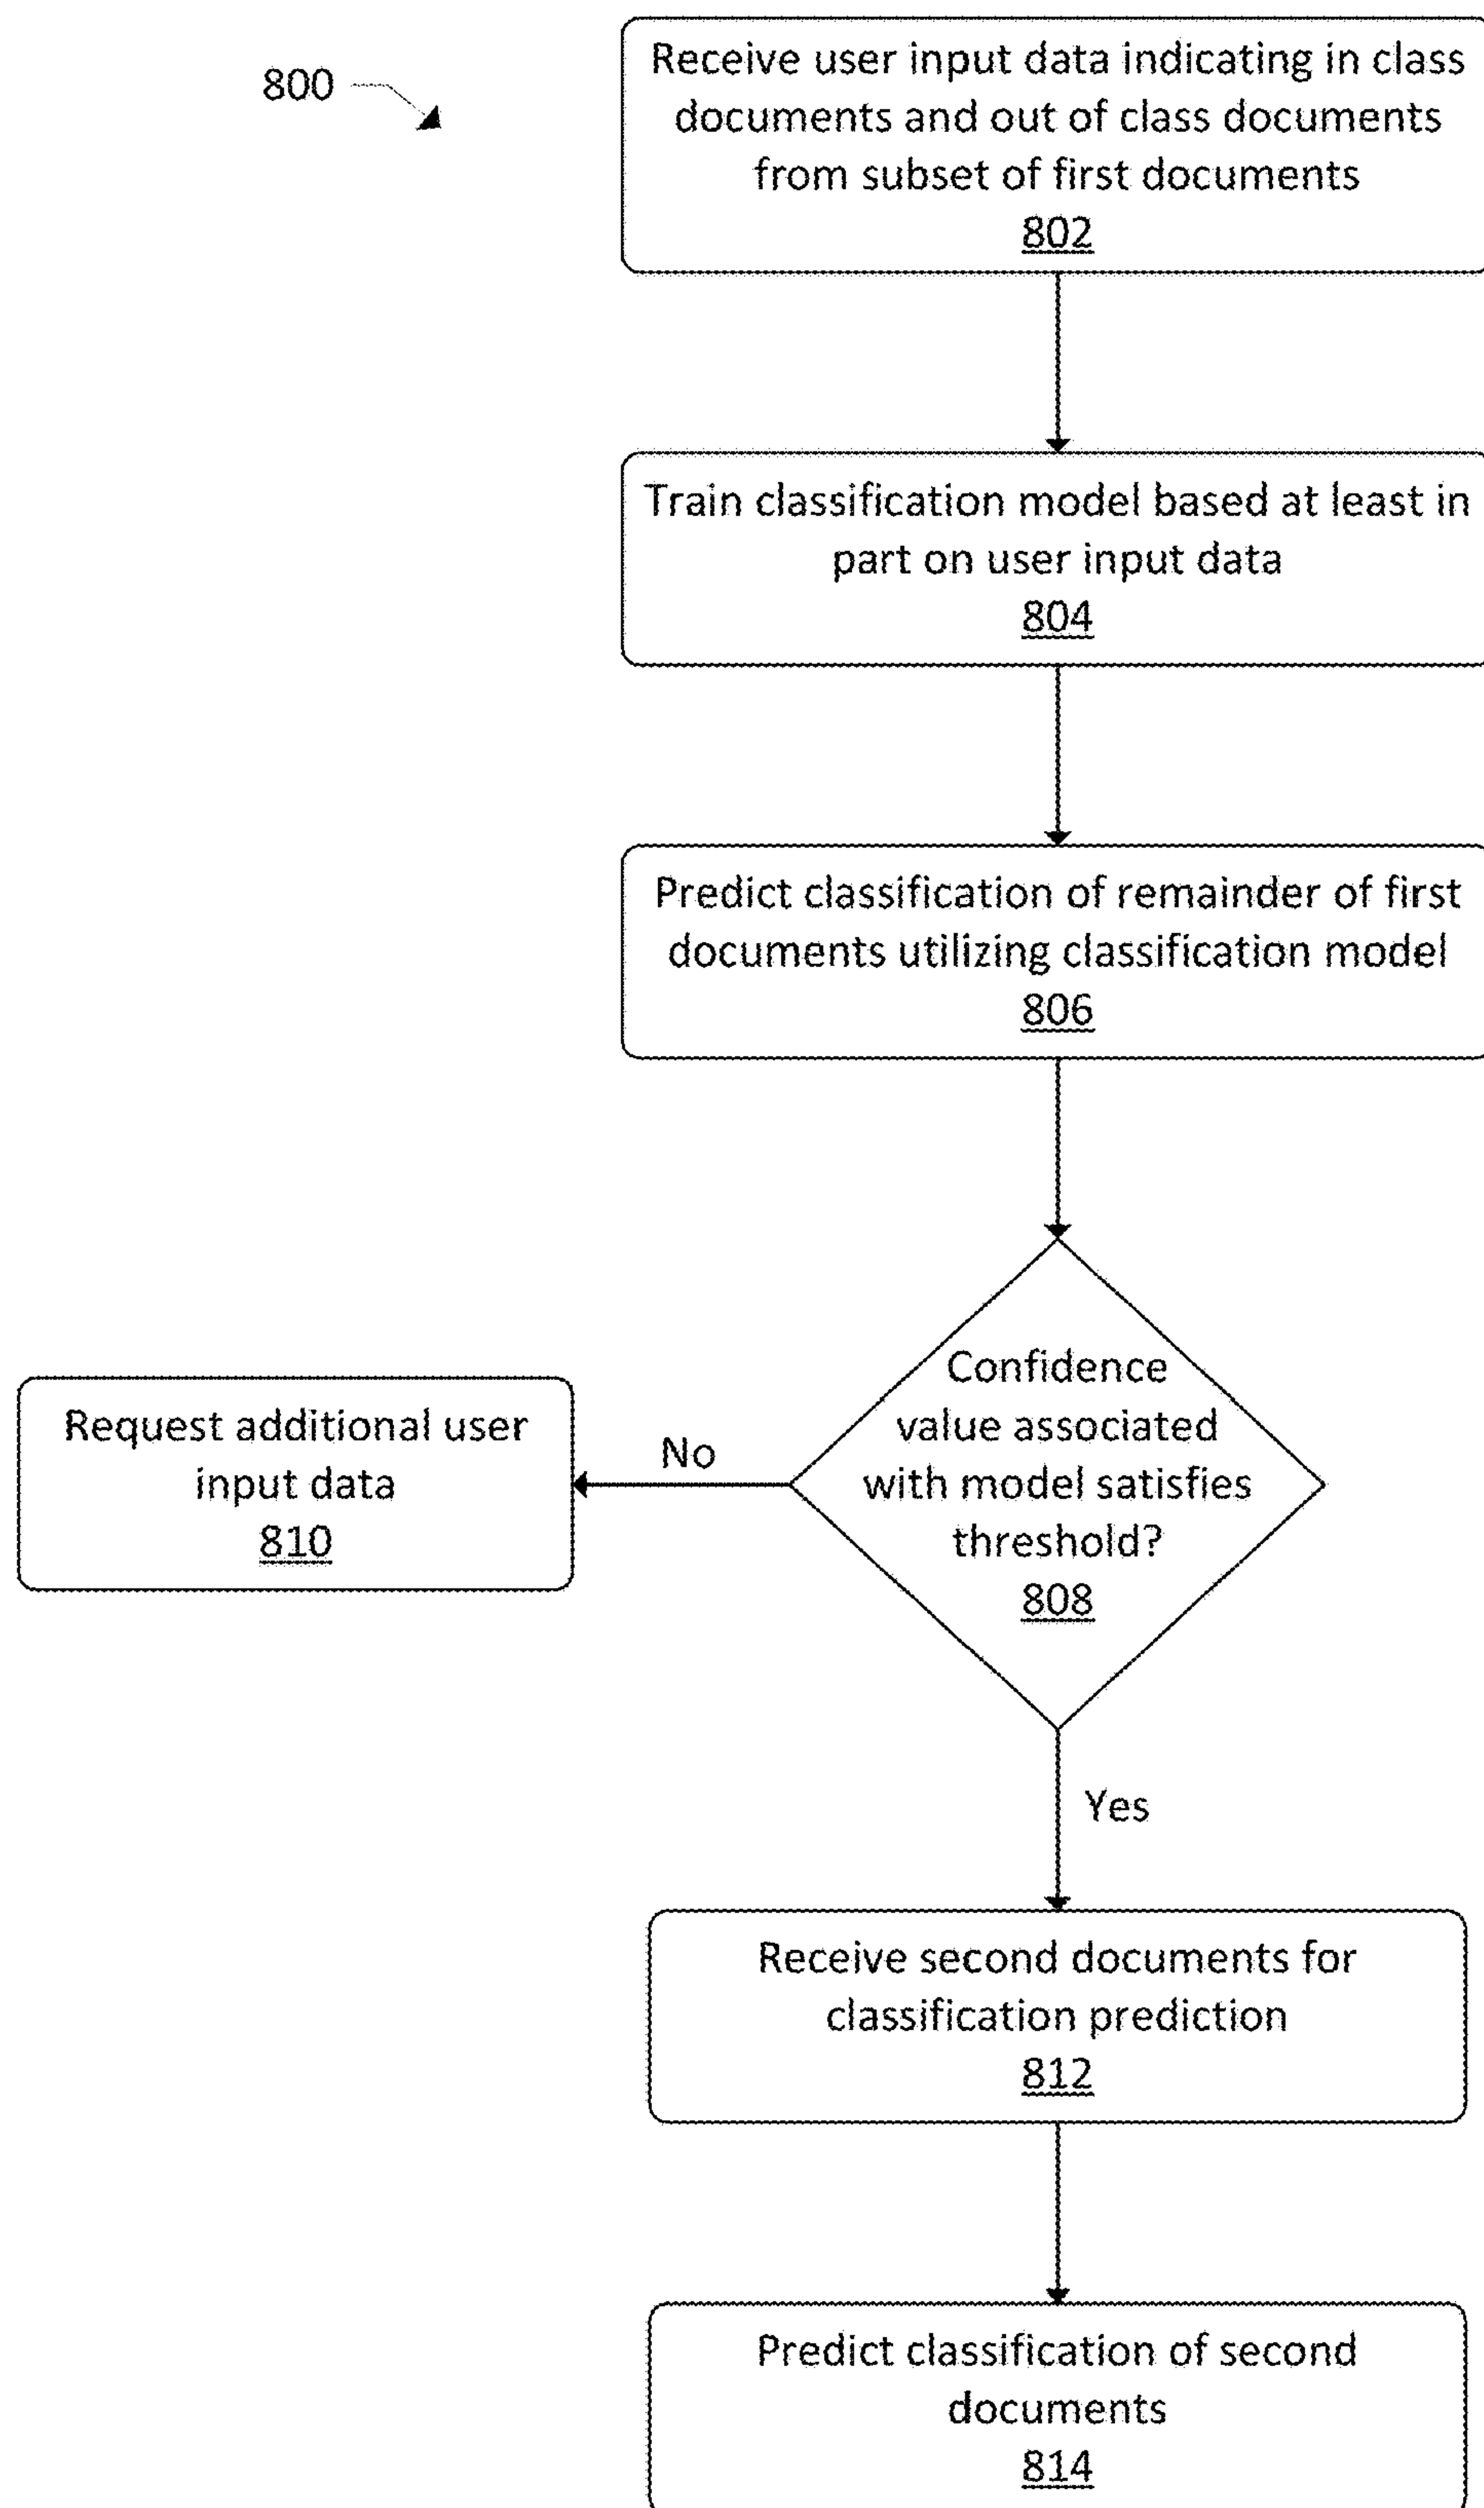 800
Receive user input data indicating in class
documents and out of class documents
from subset of first documents
802
Train classification model based at least in
part on user input data
804
Predict classification of remainder of first
documents utilizing classification model
806
Confidence
value associated
with model satisfies
threshold?
808
No
Request additional user
input data
810
Yes
Receive second documents for
classification prediction
812
Predict classification of second
documents
814